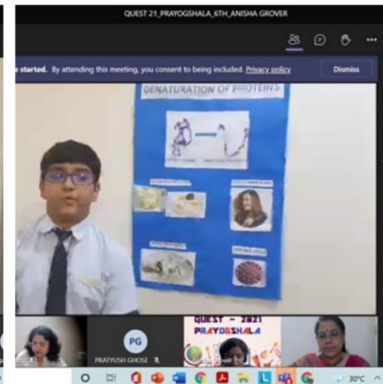 QUEST 21_PRAYOGSHALA_6TH_ANISHA GROVER
e started. By attending this meeting, you consent to being included. Privacy policy
Dismiss
DENATURATION OF PROTEINS
QUEST - 2021
PRAYOGSHALA
PG
PRATYUSH GHOSE
30°C